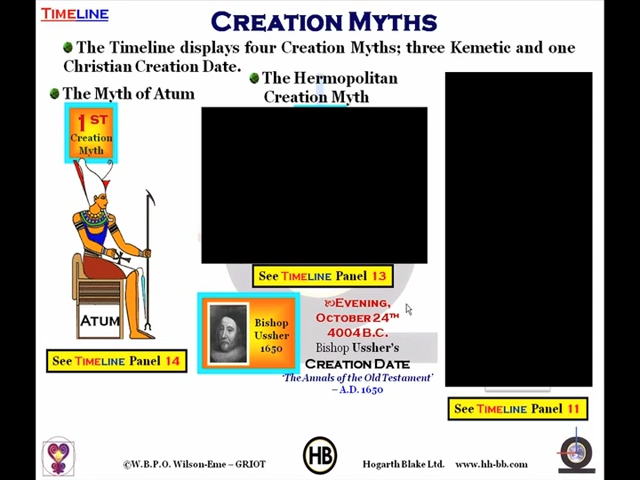 TIMELINE
CREATION MYTHS
The Timeline displays four Creation Myths; three Kemetic and one
Christian Creation Date.
The Myth of Atum
The Hermopolitan
Creation Myth
1ST
Creation
Myth
ATUM
See TIMELINE Panel 14
See TIMELINE Panel 13
Bishop
Ussher
1650
EVENING,
OCTOBER 24TH
4004 B.C.
Bishop Ussher's
CREATION DATE
'The Annals of the Old Testament'
– A.D. 1650
See TIMELINE Panel 11
©W.B.P.O. Wilson-Eme – GRIOT
HB
Hogarth Blake Ltd.
www.hh-bb.com